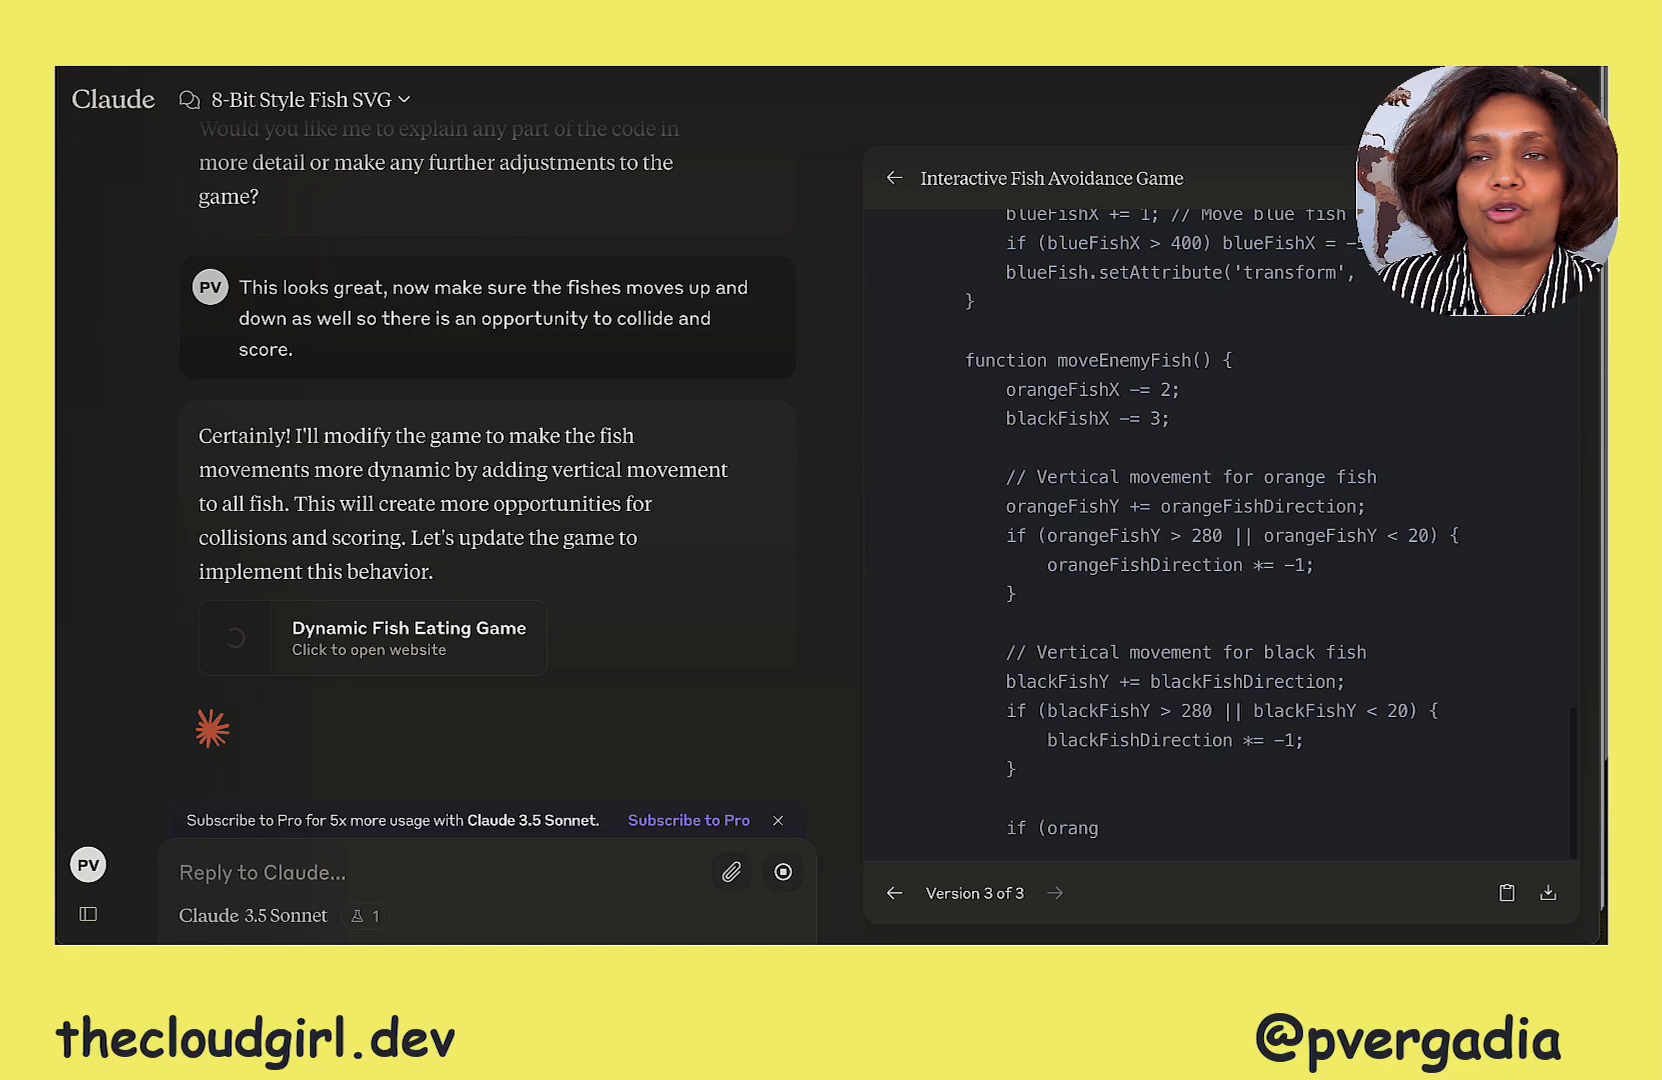 Claude
8-Bit Style Fish SVG
Would you like me to explain any part of the code in
more detail or make any further adjustments to the
game?
PV
This looks great, now make sure the fishes moves up and
down as well so there is an opportunity to collide and
score.
Certainly! I'll modify the game to make the fish
movements more dynamic by adding vertical movement
to all fish. This will create more opportunities for
collisions and scoring. Let's update the game to
implement this behavior.
Dynamic Fish Eating Game
Click to open website
Subscribe to Pro for 5x more usage with Claude 3.5 Sonnet. Subscribe to Pro
PV
Reply to Claude...
Claude 3.5 Sonnet 1
Interactive Fish Avoidance Game
blueFishX += 1; // Move blue fish
if (blueFishX > 400) blueFishX =
blueFish.setAttribute('transform',
}
function moveEnemyFish() {
orangeFishX -= 2;
blackFishX -= 3;
// Vertical movement for orange fish
orangeFishY += orangeFishDirection;
if (orangeFishY > 280 || orangeFishY < 20) {
orangeFishDirection *= -1;
}
// Vertical movement for black fish
blackFishY += blackFishDirection;
if (blackFishY > 280 || blackFishY < 20) {
blackFishDirection *= -1;
}
if (orang
Version 3 of 3
thecloudgirl.dev
@pvergadia